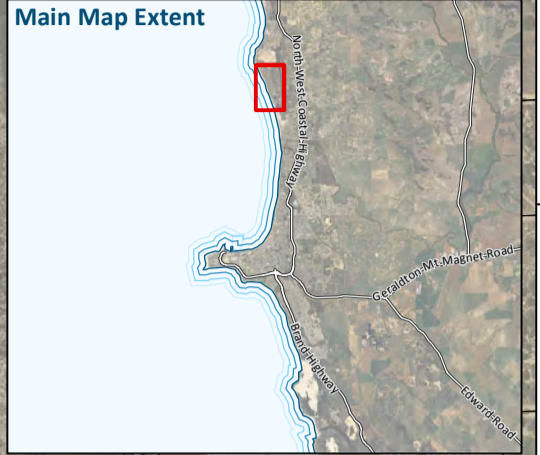 Main Map Extent
North-West-Coastal-Highway
Geraldton-Mt-Magnet-Road
Brand-Highway
Edward-Road